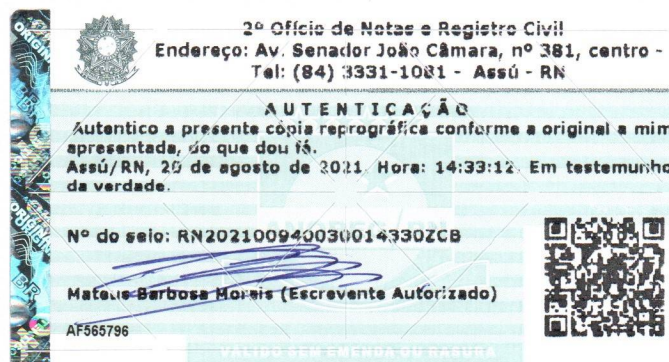 2º Ofício de Notas e Registro Civil
Endereço: Av. Senador João Câmara, nº 381, centro -
Tel: (84) 3331-1081 - Assú - RN
AUTENTICAÇÃO
Autentico a presente cópia reprográfica conforme a original a mim
apresentada, do que dou fé.
Assú/RN, 20 de agosto de 2021. Hora: 14:33:12. Em testemunho
da verdade.
ANOREG/RN
Nº do selo: RN202100940030014330ZCB
Mateus Barbosa Morais (Escrevente Autorizado)
AF565796
VÁLIDO SEM EMENDA OU RASURA